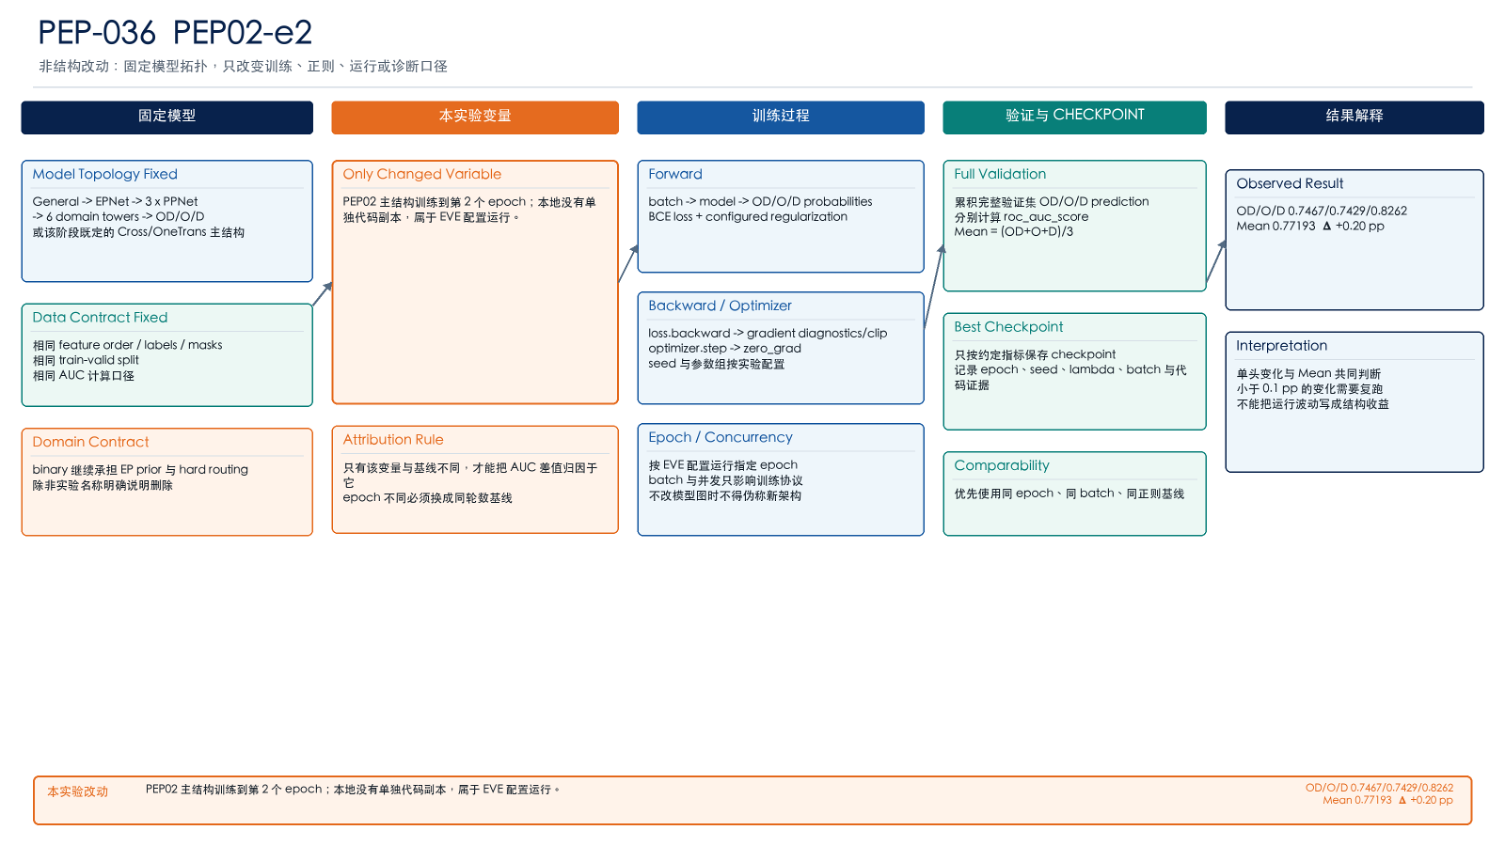 PEP-036 PEP02-e2
非结构改动：固定模型拓扑，只改变训练、正则、运行或诊断口径
固定模型
本实验变量
训练过程
验证与 CHECKPOINT
结果解释
Model Topology Fixed
General -> EPNet -> 3 x PPNet
-> 6 domain towers -> OD/O/D
或该阶段既定的 Cross/OneTrans 主结构
Data Contract Fixed
相同 feature order / labels / masks
相同 train-valid split
相同 AUC 计算口径
Domain Contract
binary 继续承担 EP prior 与 hard routing
除非实验名称明确说明删除
Only Changed Variable
PEP02 主结构训练到第 2 个 epoch；本地没有单
独代码副本，属于 EVE 配置运行。
Attribution Rule
只有该变量与基线不同，才能把 AUC 差值归因于
它
epoch 不同必须换成同轮数基线
Forward
batch -> model -> OD/O/D probabilities
BCE loss + configured regularization
Backward / Optimizer
loss.backward -> gradient diagnostics/clip
optimizer.step -> zero_grad
seed 与参数组按实验配置
Epoch / Concurrency
按 EVE 配置运行指定 epoch
batch 与并发只影响训练协议
不改模型图时不得伪称新架构
Full Validation
累积完整验证集 OD/O/D prediction
分别计算 roc_auc_score
Mean = (OD+O+D)/3
Best Checkpoint
只按约定指标保存 checkpoint
记录 epoch、seed、lambda、batch 与代
码证据
Comparability
优先使用同 epoch、同 batch、同正则基线
Observed Result
OD/O/D 0.7467/0.7429/0.8262
Mean 0.77193 Δ +0.20 pp
Interpretation
单头变化与 Mean 共同判断
小于 0.1 pp 的变化需要复跑
不能把运行波动写成结构收益
本实验改动
PEP02 主结构训练到第 2 个 epoch；本地没有单独代码副本，属于 EVE 配置运行。
OD/O/D 0.7467/0.7429/0.8262
Mean 0.77193 Δ +0.20 pp